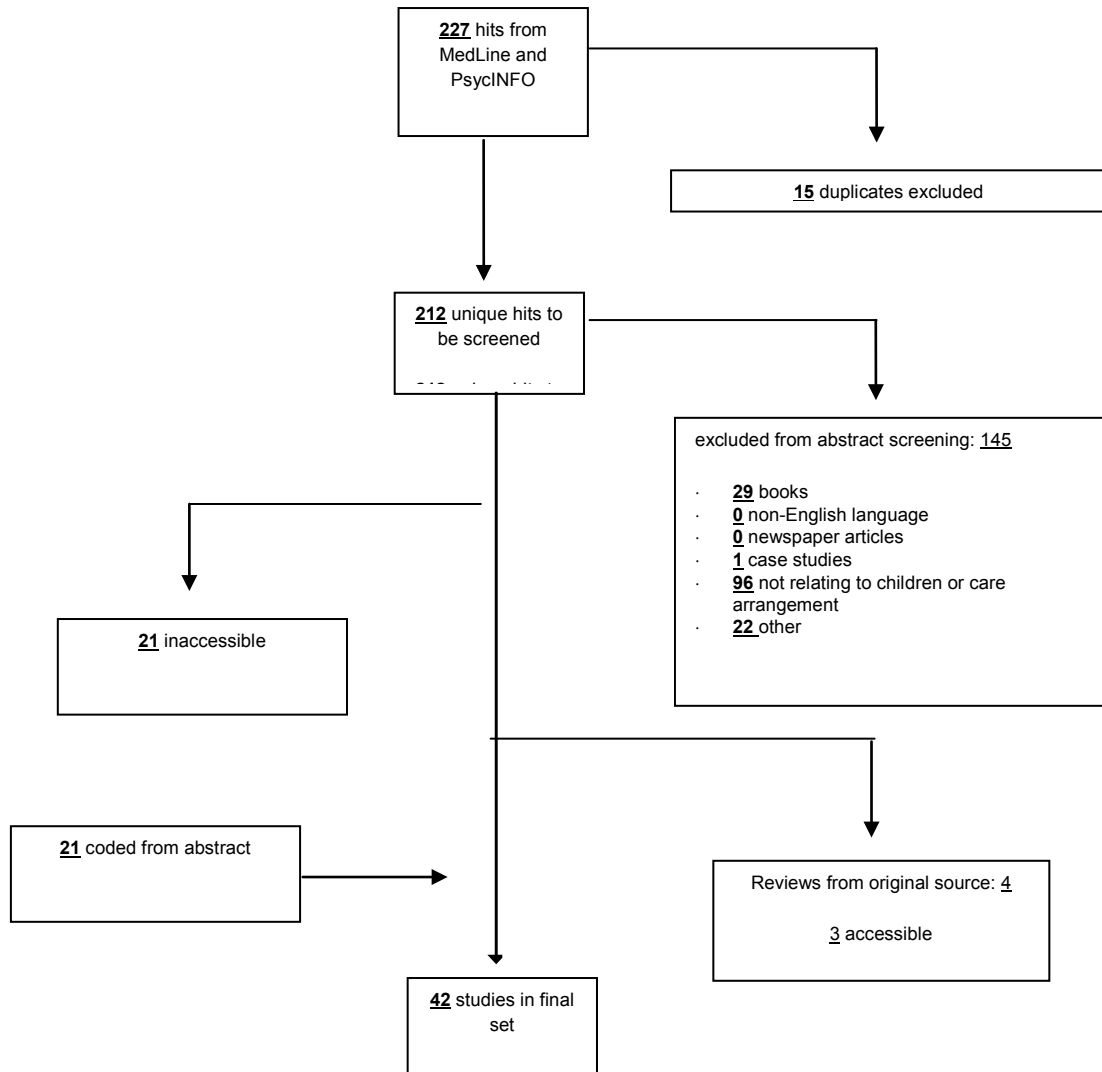 227 hits from
MedLine and
PsycINFO
15 duplicates excluded
212 unique hits to
be screened
excluded from abstract screening: 145
· 29 books
· 0 non-English language
· 0 newspaper articles
· 1 case studies
· 96 not relating to children or care
arrangement
· 22 other
21 inaccessible
21 coded from abstract
Reviews from original source: 4
3 accessible
42 studies in final
set